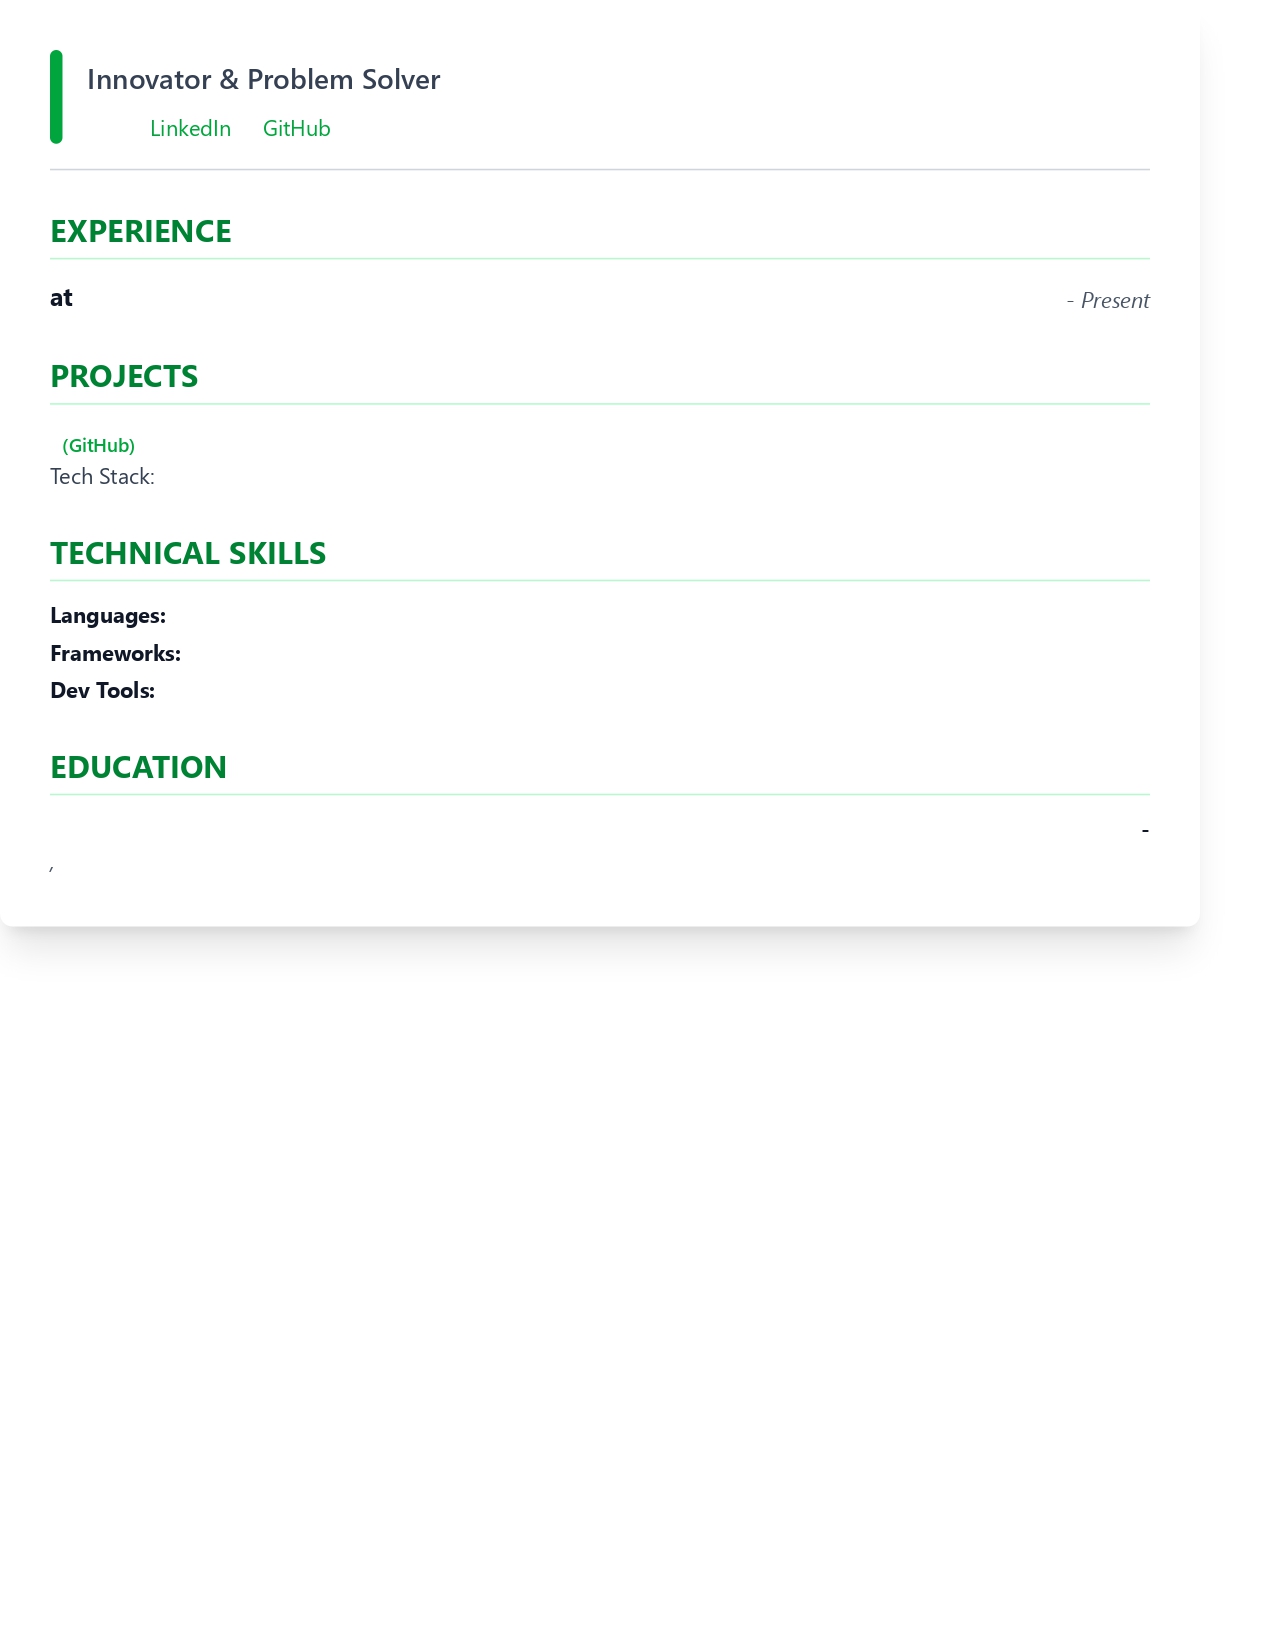 Innovator & Problem Solver
LinkedIn GitHub
EXPERIENCE
at - Present
PROJECTS
(GitHub)
Tech Stack:
TECHNICAL SKILLS
Languages:
Frameworks:
Dev Tools:
EDUCATION
-
,